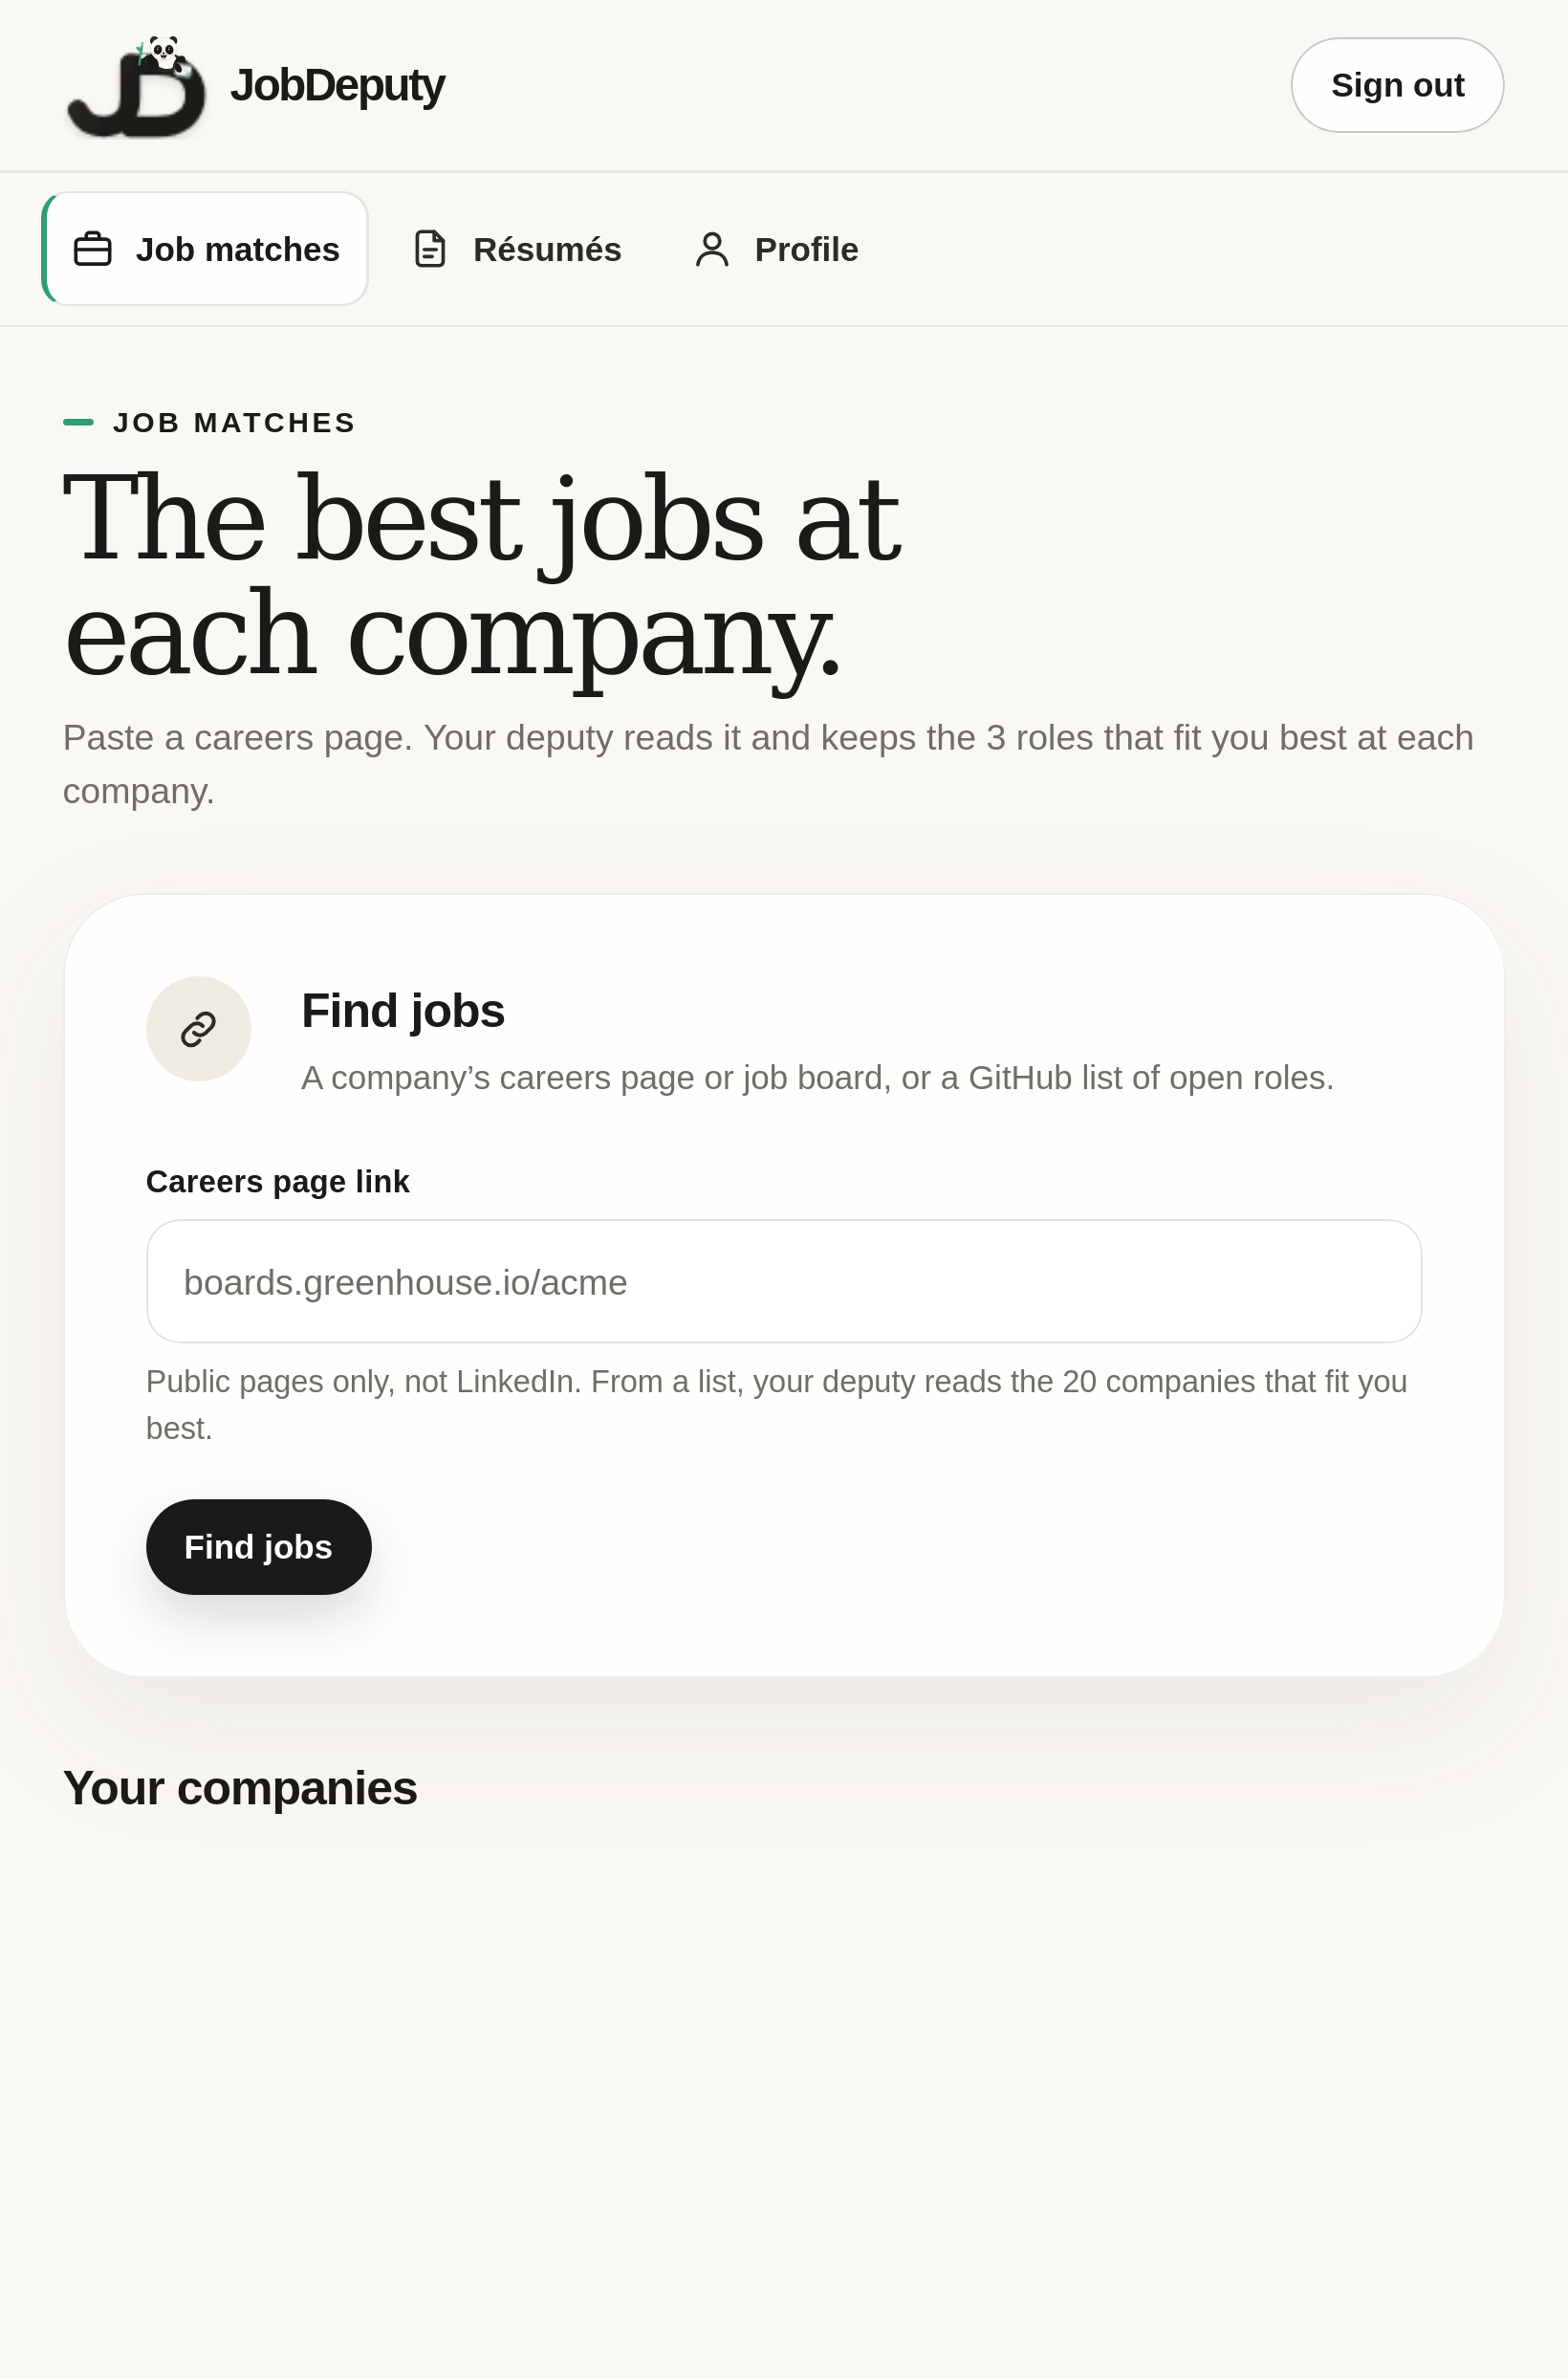 JD
JobDeputy
Sign out
Job matches
Résumés
Profile
JOB MATCHES
The best jobs at
each company.
Paste a careers page. Your deputy reads it and keeps the 3 roles that fit you best at each
company.
Find jobs
A company’s careers page or job board, or a GitHub list of open roles.
Careers page link
boards.greenhouse.io/acme
Public pages only, not LinkedIn. From a list, your deputy reads the 20 companies that fit you
best.
Find jobs
Your companies